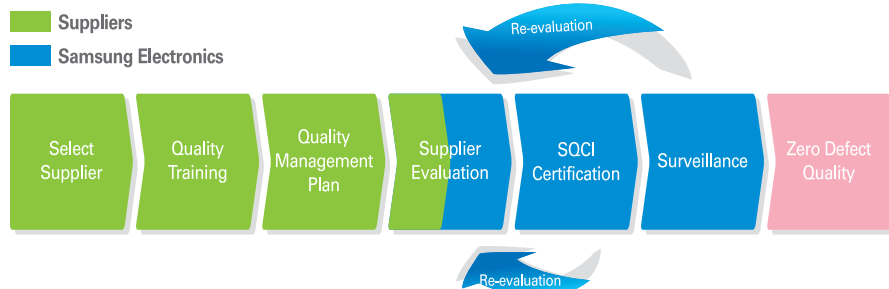 Suppliers
Samsung Electronics
Re-evaluation
Select
Supplier
Quality
Training
Quality
Management
Plan
Supplier
Evaluation
SQCI
Certification
Surveillance
Zero Defect
Quality
Re-evaluation